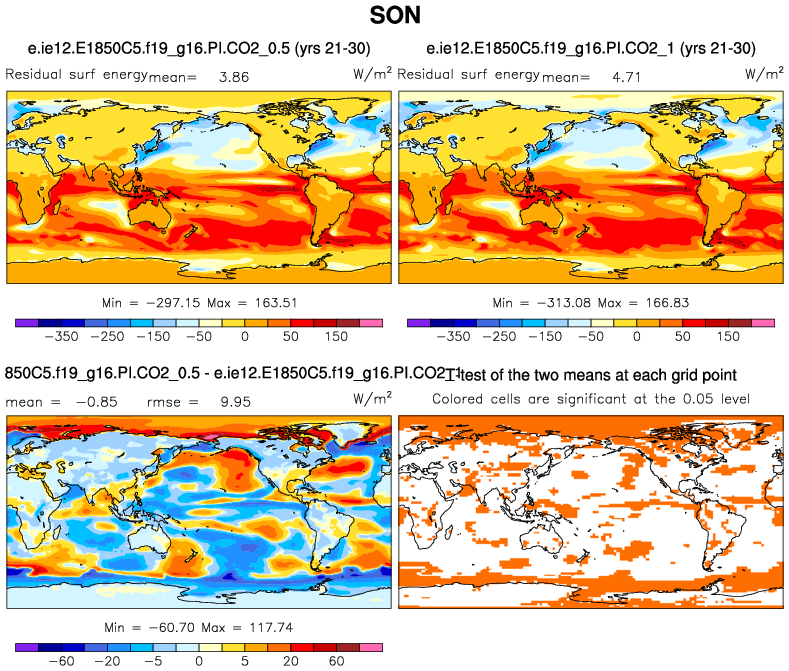 SON
e.ie12.E1850C5.f19_g16.PI.CO2_0.5 (yrs 21-30)
Residual surf energy mean= 3.86 W/m²
Min = -297.15 Max = 163.51
-350 -250 -150 -50 0 50 150
e.ie12.E1850C5.f19_g16.PI.CO2_1 (yrs 21-30)
Residual surf energy mean= 4.71 W/m²
Min = -313.08 Max = 166.83
-350 -250 -150 -50 0 50 150
850C5.f19_g16.PI.CO2_0.5 - e.ie12.E1850C5.f19_g16.PI.CO2_1
mean = -0.85 rmse = 9.95 W/m²
Min = -60.70 Max = 117.74
-60 -20 -5 0 5 20 60
T-test of the two means at each grid point
Colored cells are significant at the 0.05 level